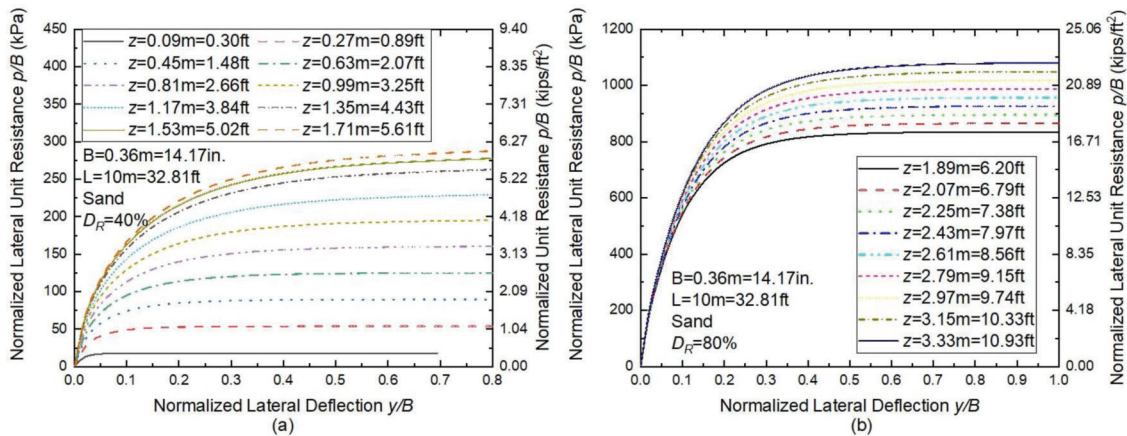 (a)
Normalized Lateral Unit Resistance p/B (kPa)
450
400
350
300
250
200
150
100
50
0
z=0.09m=0.30ft z=0.27m=0.89ft
z=0.45m=1.48ft z=0.63m=2.07ft
z=0.81m=2.66ft z=0.99m=3.25ft
z=1.17m=3.84ft z=1.35m=4.43ft
z=1.53m=5.02ft z=1.71m=5.61ft
B=0.36m=14.17in.
L=10m=32.81ft
Sand
D_R=40%
9.40
8.35
7.31
6.27
5.22
4.18
3.13
2.09
1.04
0.00
Normalized Unit Resistane p/B (kips/ft²)
0.0 0.1 0.2 0.3 0.4 0.5 0.6 0.7 0.8
Normalized Lateral Deflection y/B
(a)
(b)
Normalized Lateral Unit Resistance p/B (kPa)
1200
1000
800
600
400
200
0
z=1.89m=6.20ft
z=2.07m=6.79ft
z=2.25m=7.38ft
z=2.43m=7.97ft
z=2.61m=8.56ft
z=2.79m=9.15ft
z=2.97m=9.74ft
z=3.15m=10.33ft
z=3.33m=10.93ft
B=0.36m=14.17in.
L=10m=32.81ft
Sand
D_R=80%
25.06
20.89
16.71
12.53
8.35
4.18
0.00
Normalized Lateral Unit Resistance p/B (kips/ft²)
0.0 0.1 0.2 0.3 0.4 0.5 0.6 0.7 0.8 0.9 1.0
Normalized Lateral Deflection y/B
(b)